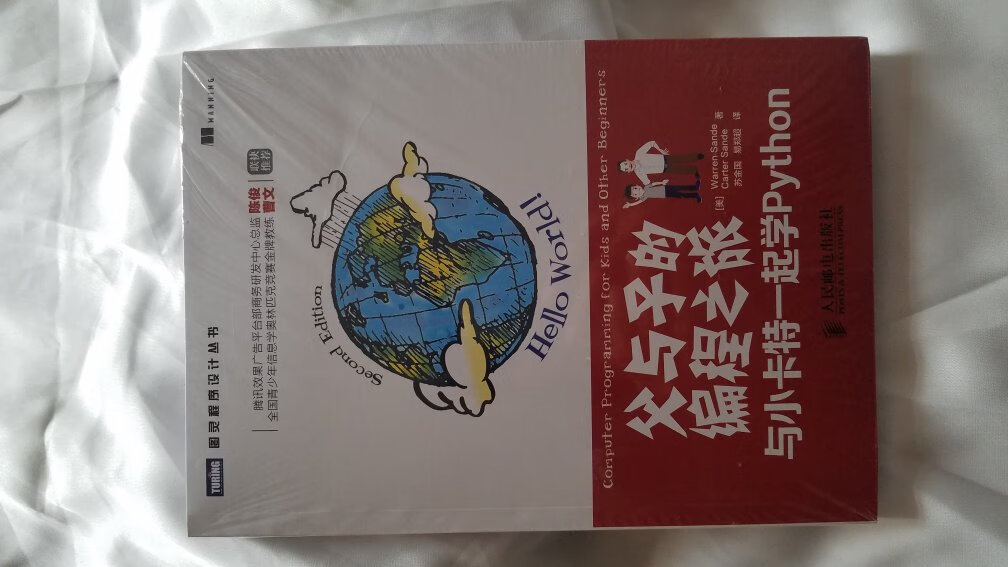 TURING 图灵程序设计丛书
MANNING
腾讯效果广告平台部商务研发中心总监 陈俊
全国青少年信息学奥林匹克竞赛金牌教练 曹文
联袂
推荐
Second Edition
Hello World!
Computer Programming for Kids and Other Beginners
父与子的
编程之旅
与小卡特一起学Python
[美] Warren Sande 著
Carter Sande
苏金国 易郑超 译
人民邮电出版社
POSTS & TELECOM PRESS